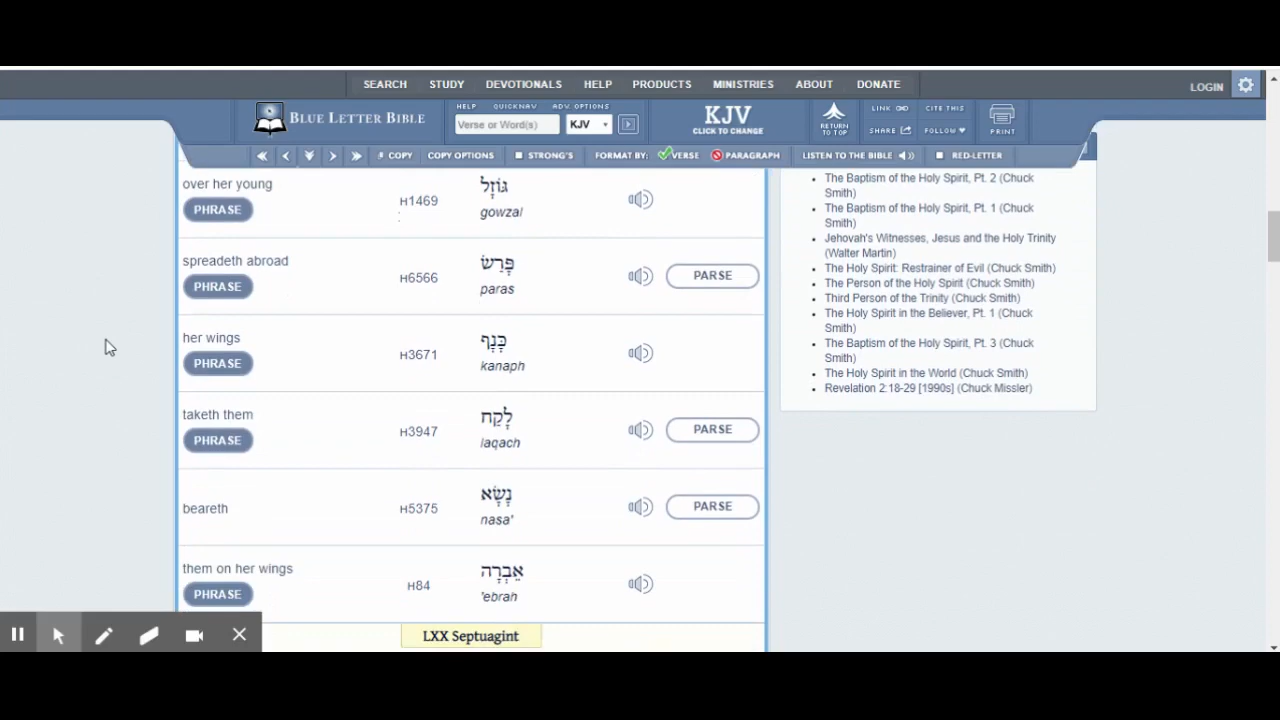 SEARCH STUDY DEVOTIONALS HELP PRODUCTS MINISTRIES ABOUT DONATE LOGIN
BLUE LETTER BIBLE
HELP QUICKNAV ADV. OPTIONS
Verse or Word(s) KJV
KJV
CLICK TO CHANGE
RETURN
TO TOP
LINK CITE THIS
SHARE FOLLOW
PRINT
COPY COPY OPTIONS STRONG'S FORMAT BY: VERSE PARAGRAPH LISTEN TO THE BIBLE RED-LETTER
over her young
PHRASE
H1469
גּוֹזָל
gowzal
spreadeth abroad
PHRASE
H6566
פָּרַשׂ
paras
PARSE
her wings
PHRASE
H3671
כָּנָף
kanaph
taketh them
PHRASE
H3947
לָקַח
laqach
PARSE
beareth
H5375
נָשָׂא
nasa'
PARSE
them on her wings
PHRASE
H84
אֵבְרָה
'ebrah
LXX Septuagint
The Baptism of the Holy Spirit, Pt. 2 (Chuck
Smith)
The Baptism of the Holy Spirit, Pt. 1 (Chuck
Smith)
Jehovah's Witnesses, Jesus and the Holy Trinity
(Walter Martin)
The Holy Spirit: Restrainer of Evil (Chuck Smith)
The Person of the Holy Spirit (Chuck Smith)
Third Person of the Trinity (Chuck Smith)
The Holy Spirit in the Believer, Pt. 1 (Chuck
Smith)
The Baptism of the Holy Spirit, Pt. 3 (Chuck
Smith)
The Holy Spirit in the World (Chuck Smith)
Revelation 2:18-29 [1990s] (Chuck Missler)